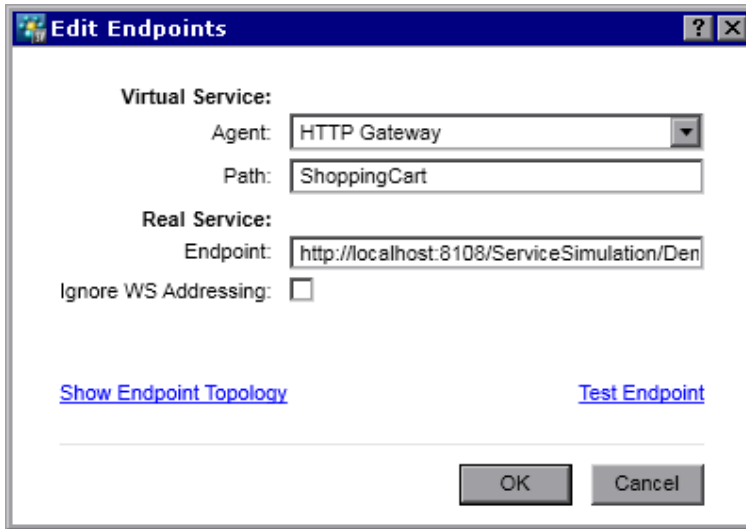 Edit Endpoints
Virtual Service:
Agent: HTTP Gateway
Path: ShoppingCart
Real Service:
Endpoint: http://localhost:8108/ServiceSimulation/Den
Ignore WS Addressing:
Show Endpoint Topology Test Endpoint
OK Cancel